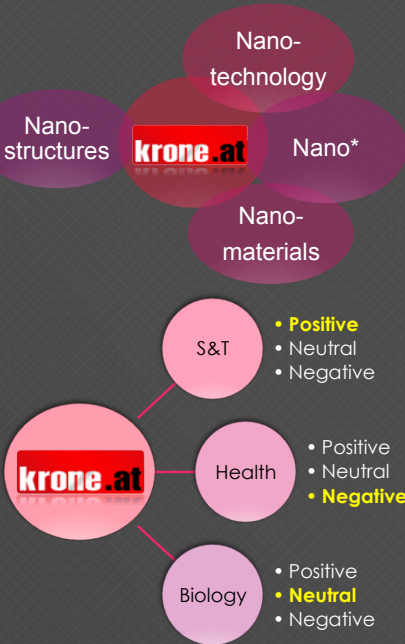 Nano-
technology
Nano-
structures
krone.at
Nano*
Nano-
materials
S&T
• Positive
• Neutral
• Negative
krone.at
Health
• Positive
• Neutral
• Negative
Biology
• Positive
• Neutral
• Negative